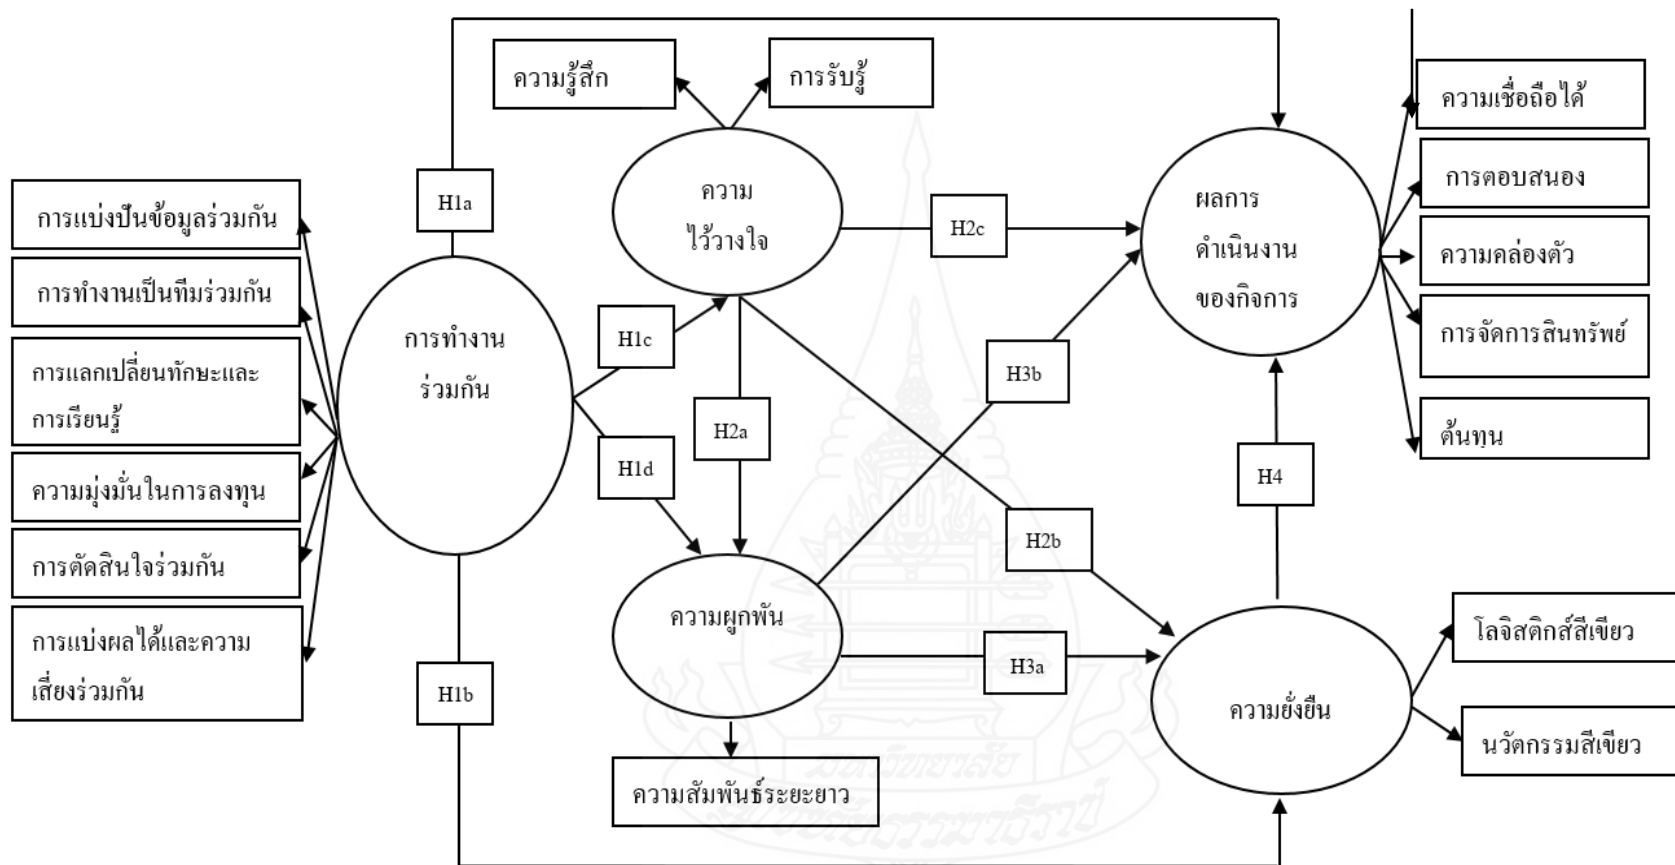 ความรู้สึก
การรับรู้
ความเชื่อถือได้
H1a
ความ
ไว้วางใจ
H2c
ผลการ
ดำเนินงาน
ของกิจการ
การตอบสนอง
การแบ่งปันข้อมูลร่วมกัน
ความคล่องตัว
การทำงานเป็นทีมร่วมกัน
การทำงาน
ร่วมกัน
H1c
H3b
การจัดการสินทรัพย์
การแลกเปลี่ยนทักษะและ
การเรียนรู้
H2a
ต้นทุน
H1d
H4
ความมุ่งมั่นในการลงทุน
H2b
การตัดสินใจร่วมกัน
ความผูกพัน
การแบ่งผลได้และความ
เสี่ยงร่วมกัน
H3a
โลจิสติกส์สีเขียว
H1b
ความยั่งยืน
นวัตกรรมสีเขียว
ความสัมพันธ์ระยะยาว
มหาวิทยาลัย